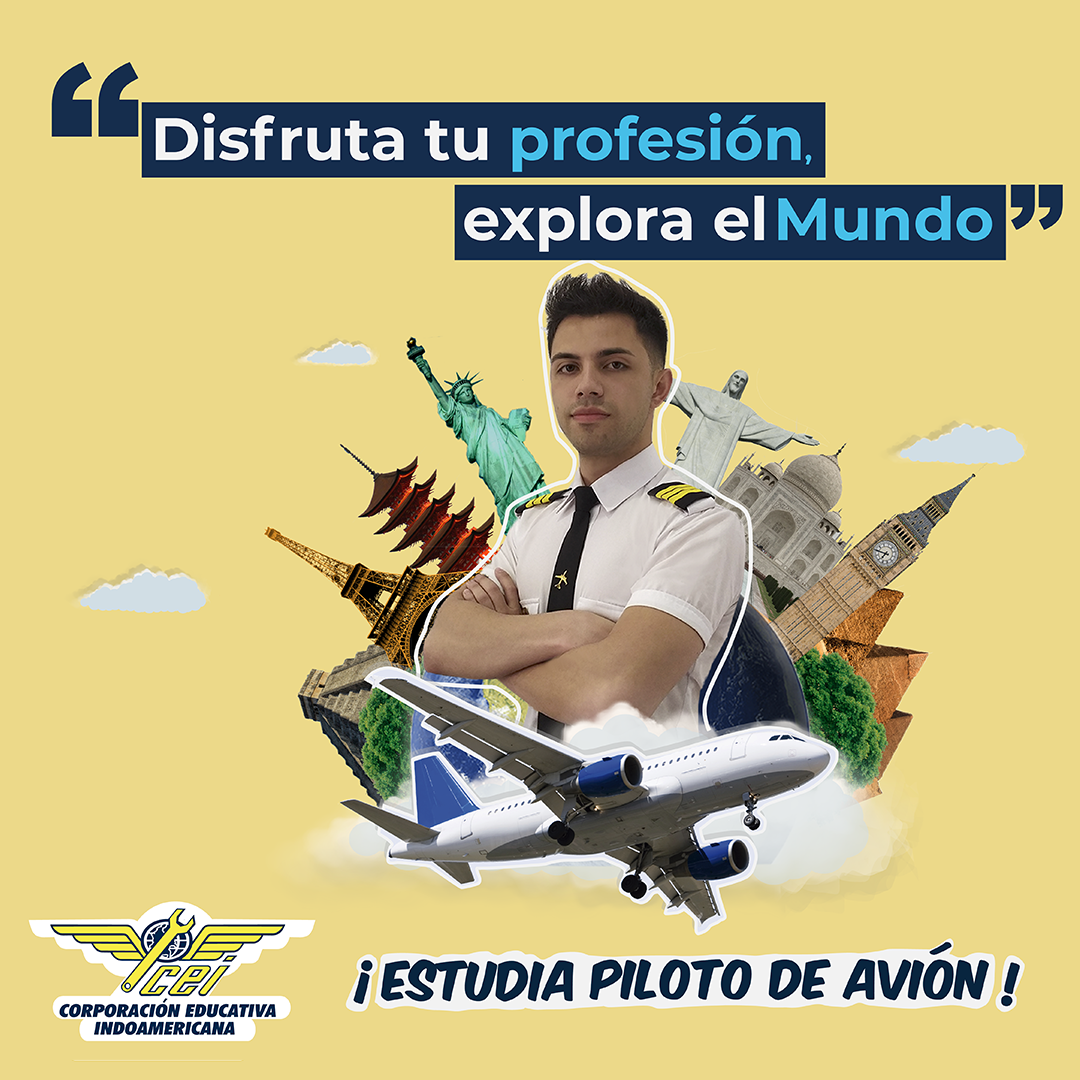 “Disfruta tu profesión,
explora el Mundo”
cei
CORPORACIÓN EDUCATIVA
INDOAMERICANA
¡ESTUDIA PILOTO DE AVIÓN!